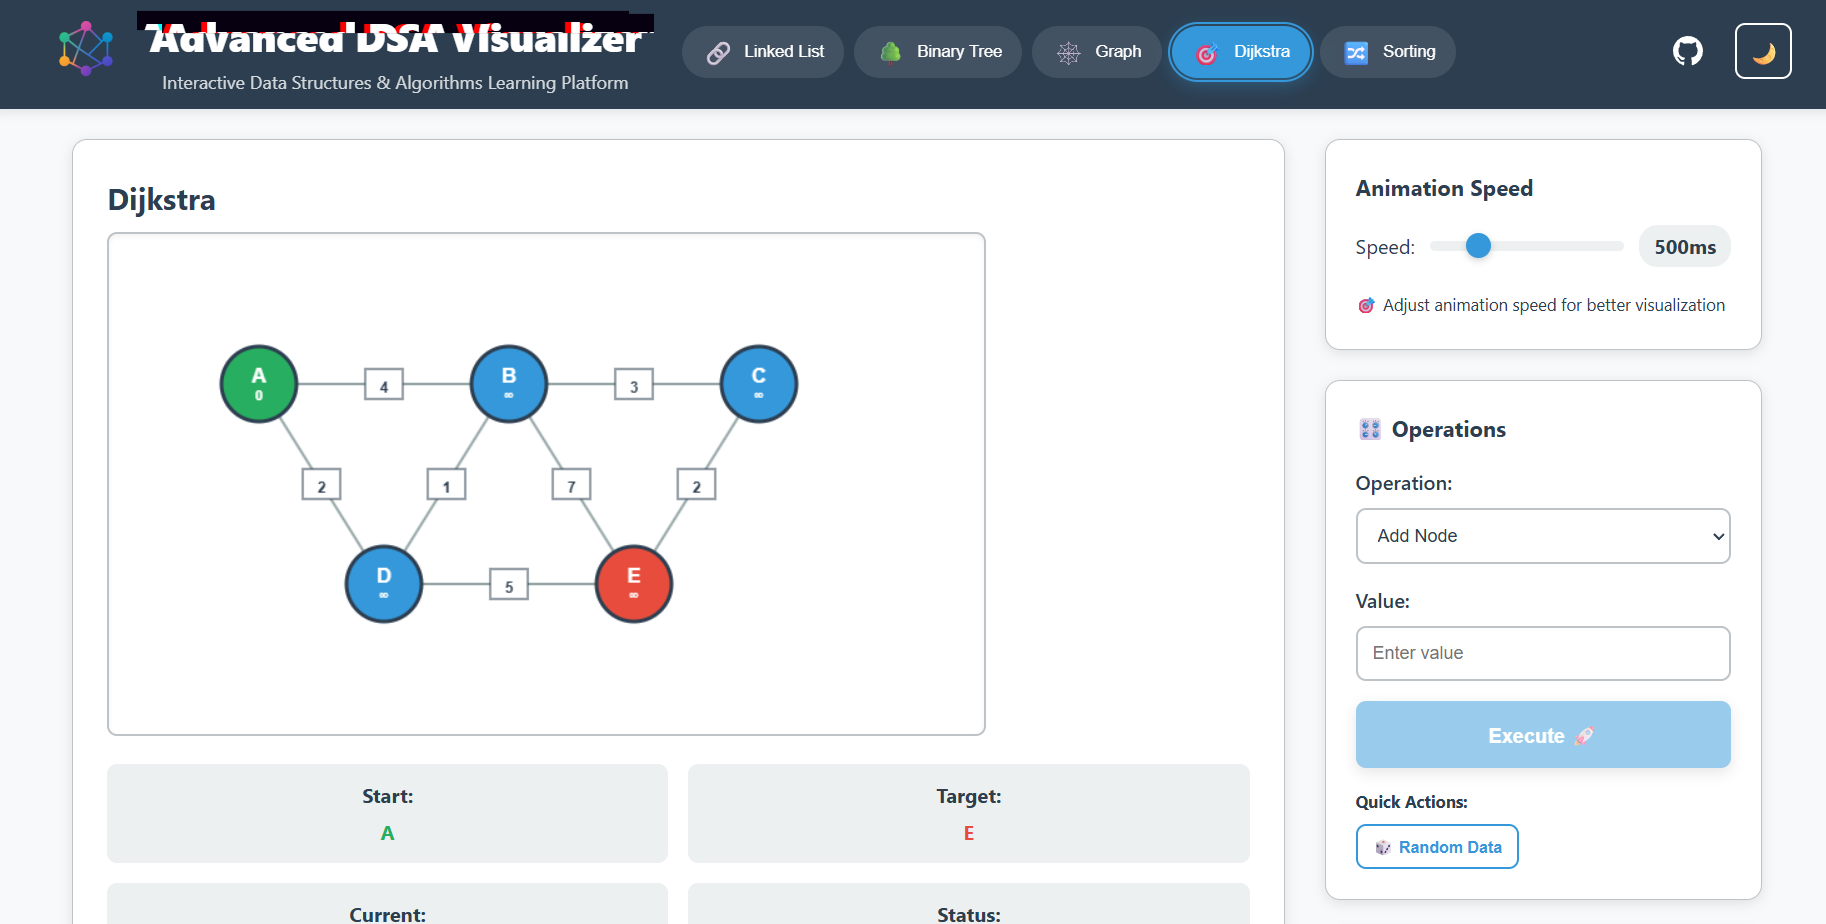 Advanced DSA Visualizer
Interactive Data Structures & Algorithms Learning Platform
Linked List
Binary Tree
Graph
Dijkstra
Sorting
Dijkstra
A
0
4
B
∞
3
C
∞
2
1
7
2
D
∞
5
E
∞
Start:
A
Target:
E
Current:
Status:
Animation Speed
Speed:
500ms
Adjust animation speed for better visualization
Operations
Operation:
Add Node
Value:
Enter value
Execute
Quick Actions:
Random Data